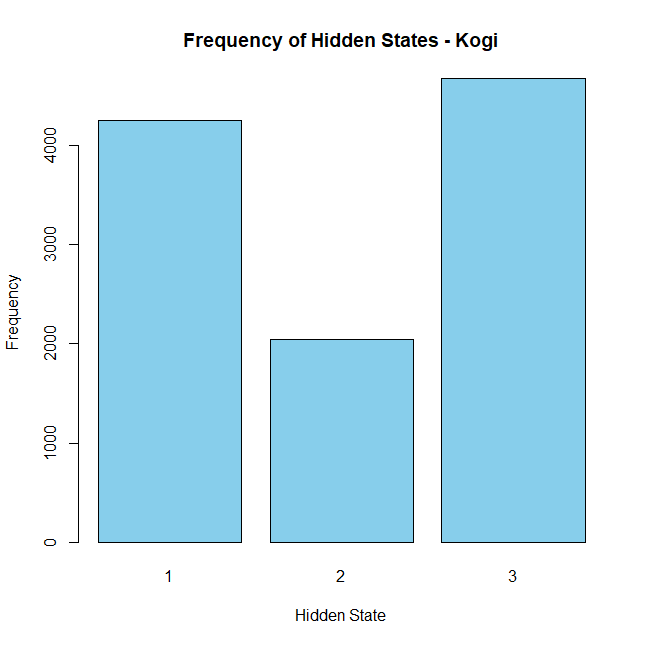 Frequency of Hidden States - Kogi
Frequency
4000
3000
2000
1000
0
1 2 3
Hidden State